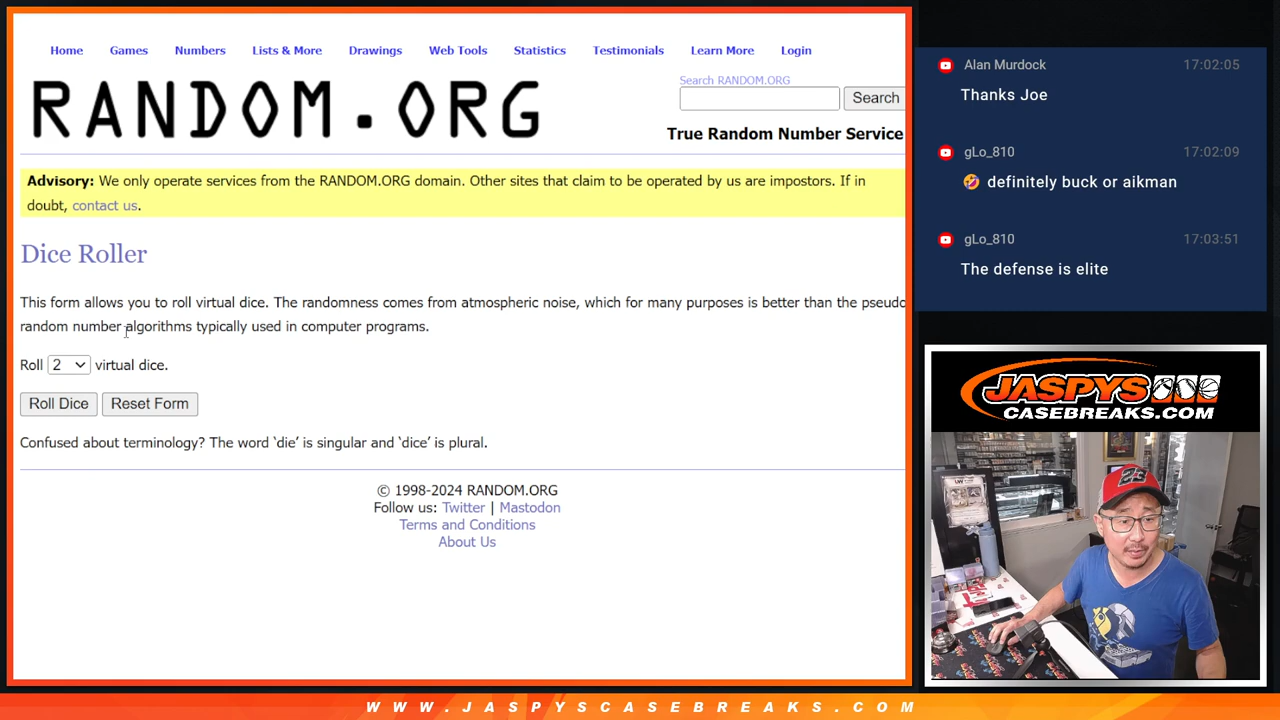 Home Games Numbers Lists & More Drawings Web Tools Statistics Testimonials Learn More Login
RANDOM.ORG
Search RANDOM.ORG
Search
True Random Number Service
Advisory: We only operate services from the RANDOM.ORG domain. Other sites that claim to be operated by us are impostors. If in
doubt, contact us.
Dice Roller
This form allows you to roll virtual dice. The randomness comes from atmospheric noise, which for many purposes is better than the pseudo
random number algorithms typically used in computer programs.
Roll 2 virtual dice.
Roll Dice Reset Form
Confused about terminology? The word ‘die’ is singular and ‘dice’ is plural.
© 1998-2024 RANDOM.ORG
Follow us: Twitter | Mastodon
Terms and Conditions
About Us
Alan Murdock 17:02:05
Thanks Joe
gLo_810 17:02:09
🤣 definitely buck or aikman
gLo_810 17:03:51
The defense is elite
JASPYS
CASEBREAKS.COM
23
WWW.JASPYSCASEBREAKS.COM